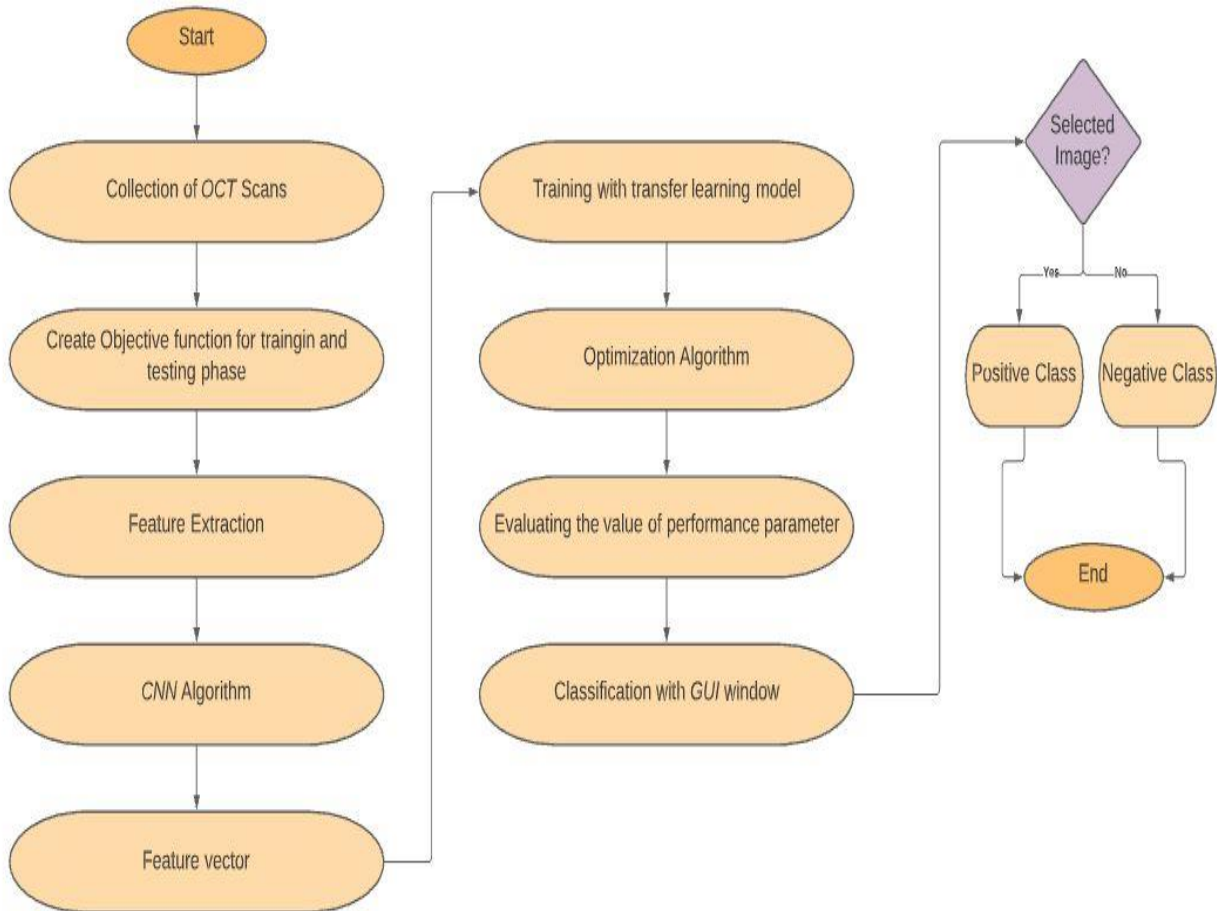 Start
Collection of OCT Scans
Create Objective function for traingin and
testing phase
Feature Extraction
CNN Algorithm
Feature vector
Training with transfer learning model
Optimization Algorithm
Evaluating the value of performance parameter
Classification with GUI window
Selected
Image?
Yes
No
Positive Class
Negative Class
End